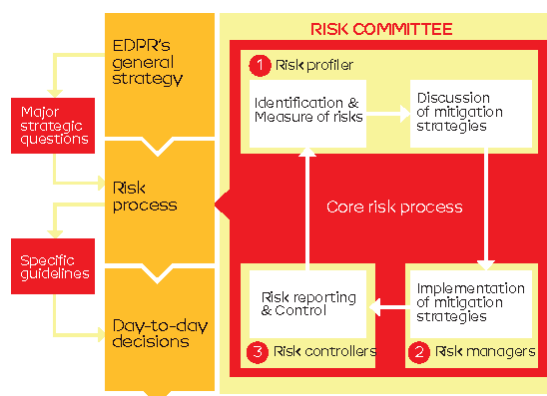 EDPR's
general
strategy
Major
strategic
questions
Risk
process
Specific
guidelines
Day-to-day
decisions
RISK COMMITTEE
1 Risk profiler
Identification &
Measure of risks
Discussion
of mitigation
strategies
Core risk process
Risk reporting
& Control
Implementation
of mitigation
strategies
3 Risk controllers
2 Risk managers